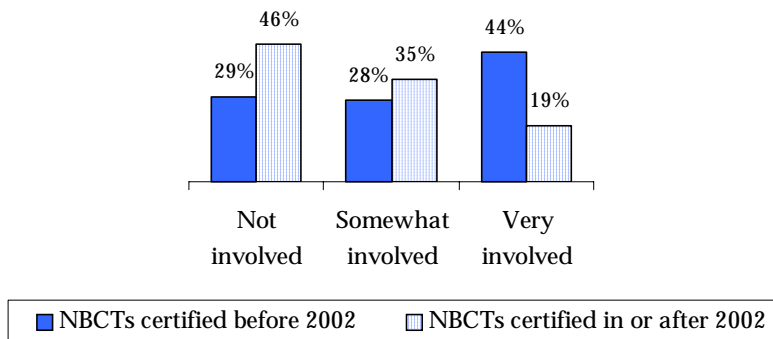 46%
44%
35%
29%
28%
19%
Not involved
Somewhat involved
Very involved
NBCTs certified before 2002
NBCTs certified in or after 2002